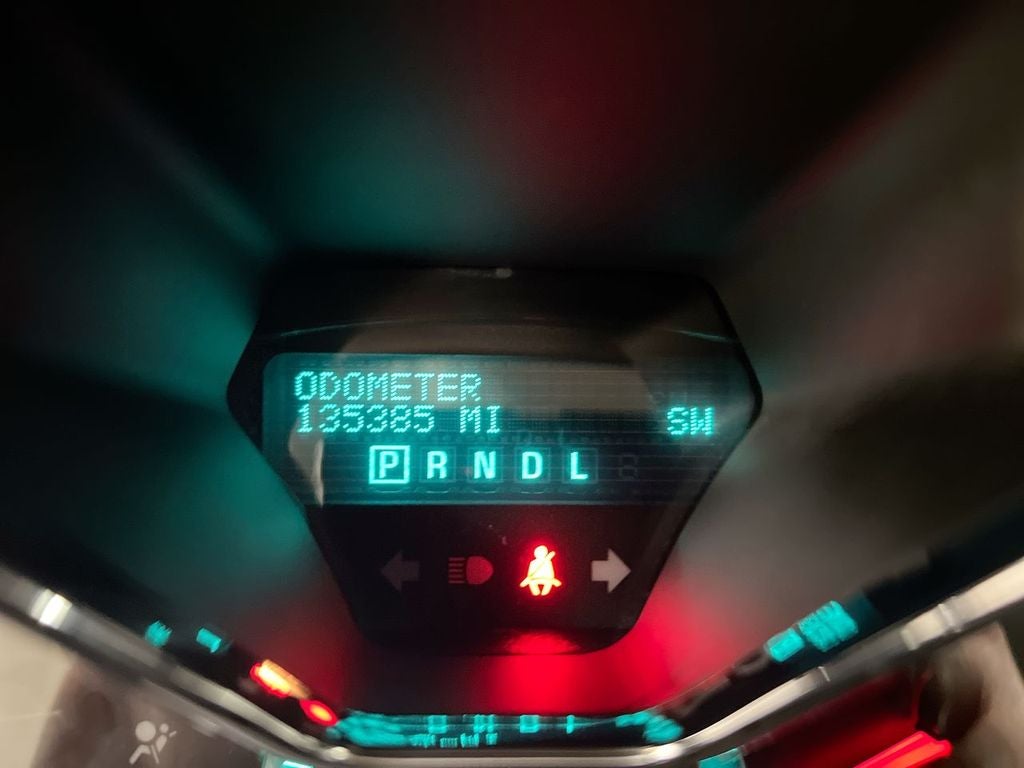 ODOMETER
135385 MI SW
P R N D L